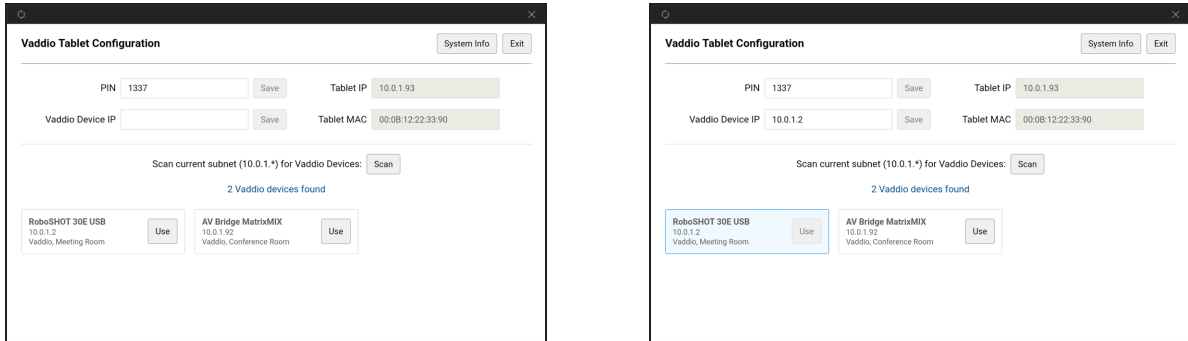 Vaddio Tablet Configuration
System Info Exit
PIN 1337 Save Tablet IP 10.0.1.93
Vaddio Device IP Save Tablet MAC 00:0B:12:22:33:90
Scan current subnet (10.0.1.*) for Vaddio Devices: Scan
2 Vaddio devices found
RoboSHOT 30E USB
10.0.1.2
Vaddio, Meeting Room
Use
AV Bridge MatrixMIX
10.0.1.92
Vaddio, Conference Room
Use
Vaddio Tablet Configuration
System Info Exit
PIN 1337 Save Tablet IP 10.0.1.93
Vaddio Device IP 10.0.1.2 Save Tablet MAC 00:0B:12:22:33:90
Scan current subnet (10.0.1.*) for Vaddio Devices: Scan
2 Vaddio devices found
RoboSHOT 30E USB
10.0.1.2
Vaddio, Meeting Room
Use
AV Bridge MatrixMIX
10.0.1.92
Vaddio, Conference Room
Use